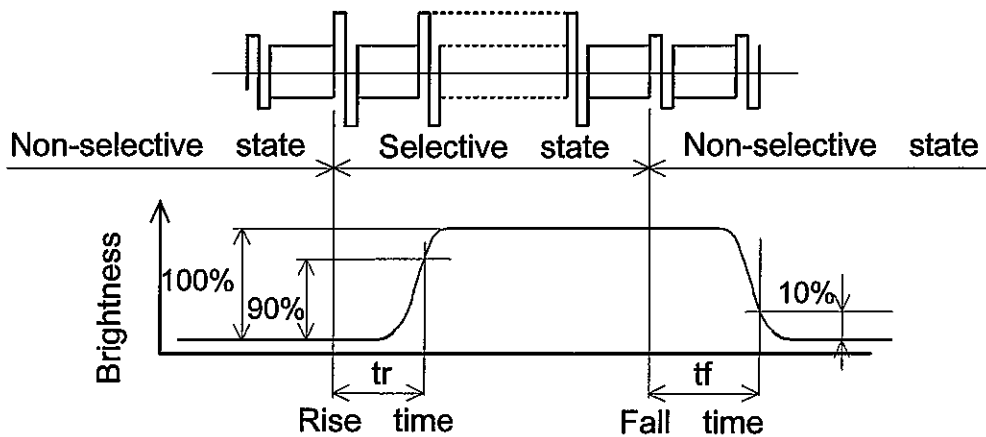 Non-selective state
Selective state
Non-selective state
Brightness
100%
90%
10%
tr
tf
Rise time
Fall time